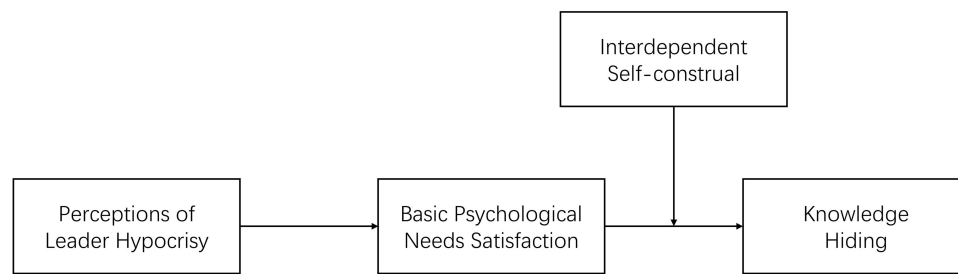 Interdependent
Self-construal
Perceptions of
Leader Hypocrisy
Basic Psychological
Needs Satisfaction
Knowledge
Hiding